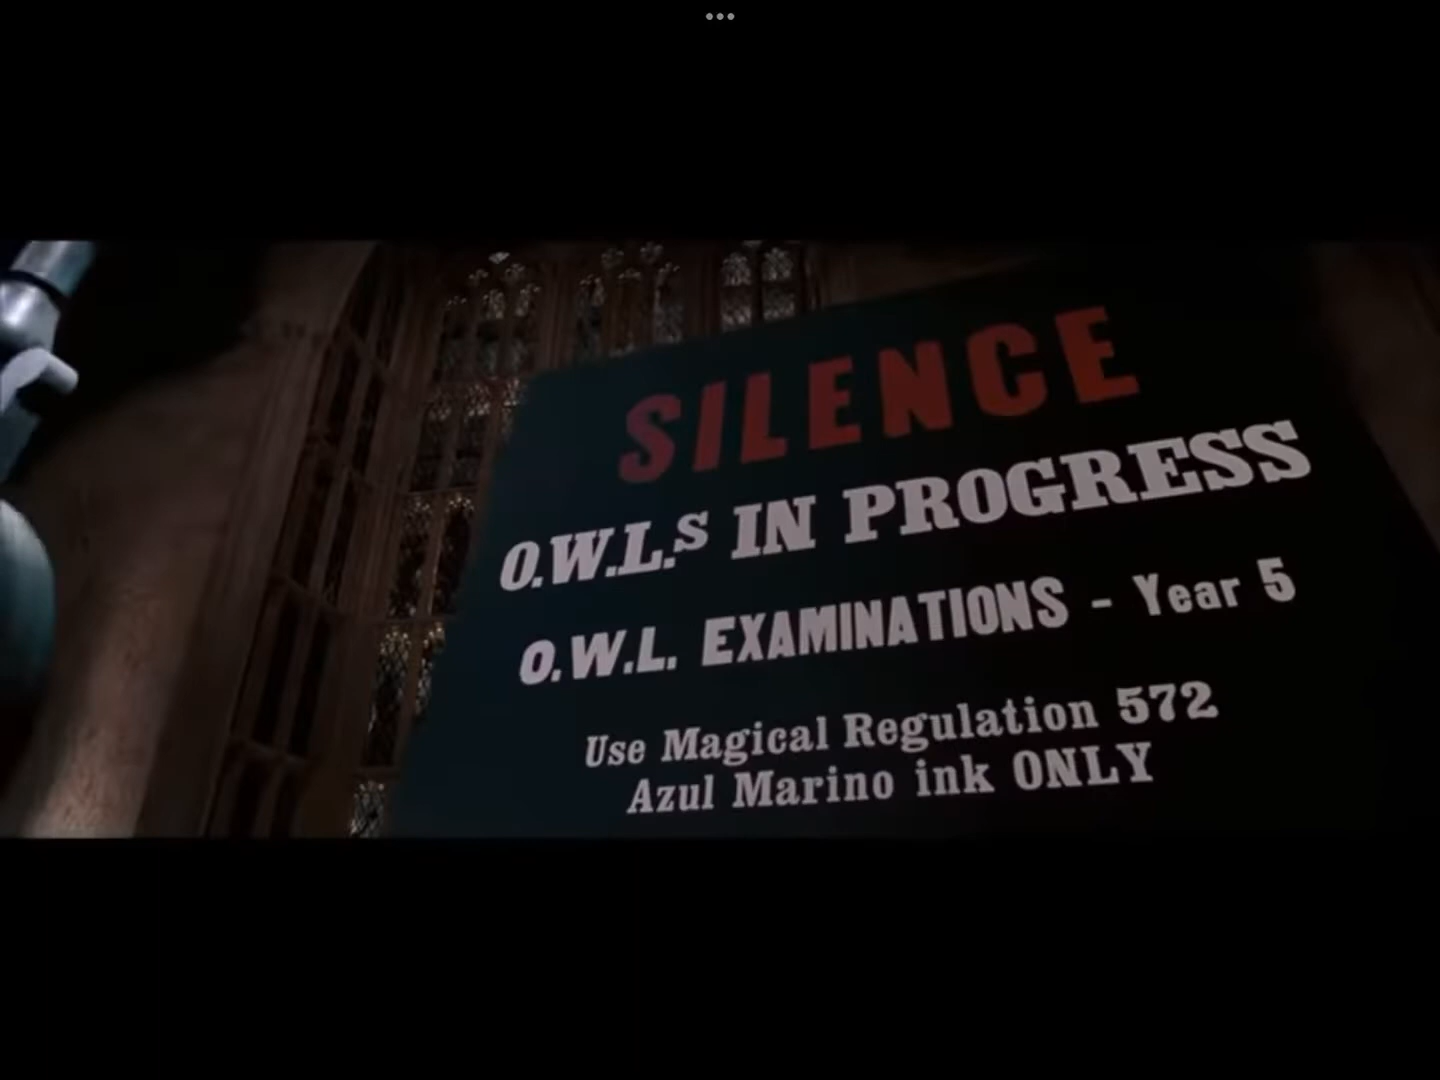 SILENCE
O.W.L.s IN PROGRESS
O.W.L. EXAMINATIONS - Year 5
Use Magical Regulation 572
Azul Marino ink ONLY